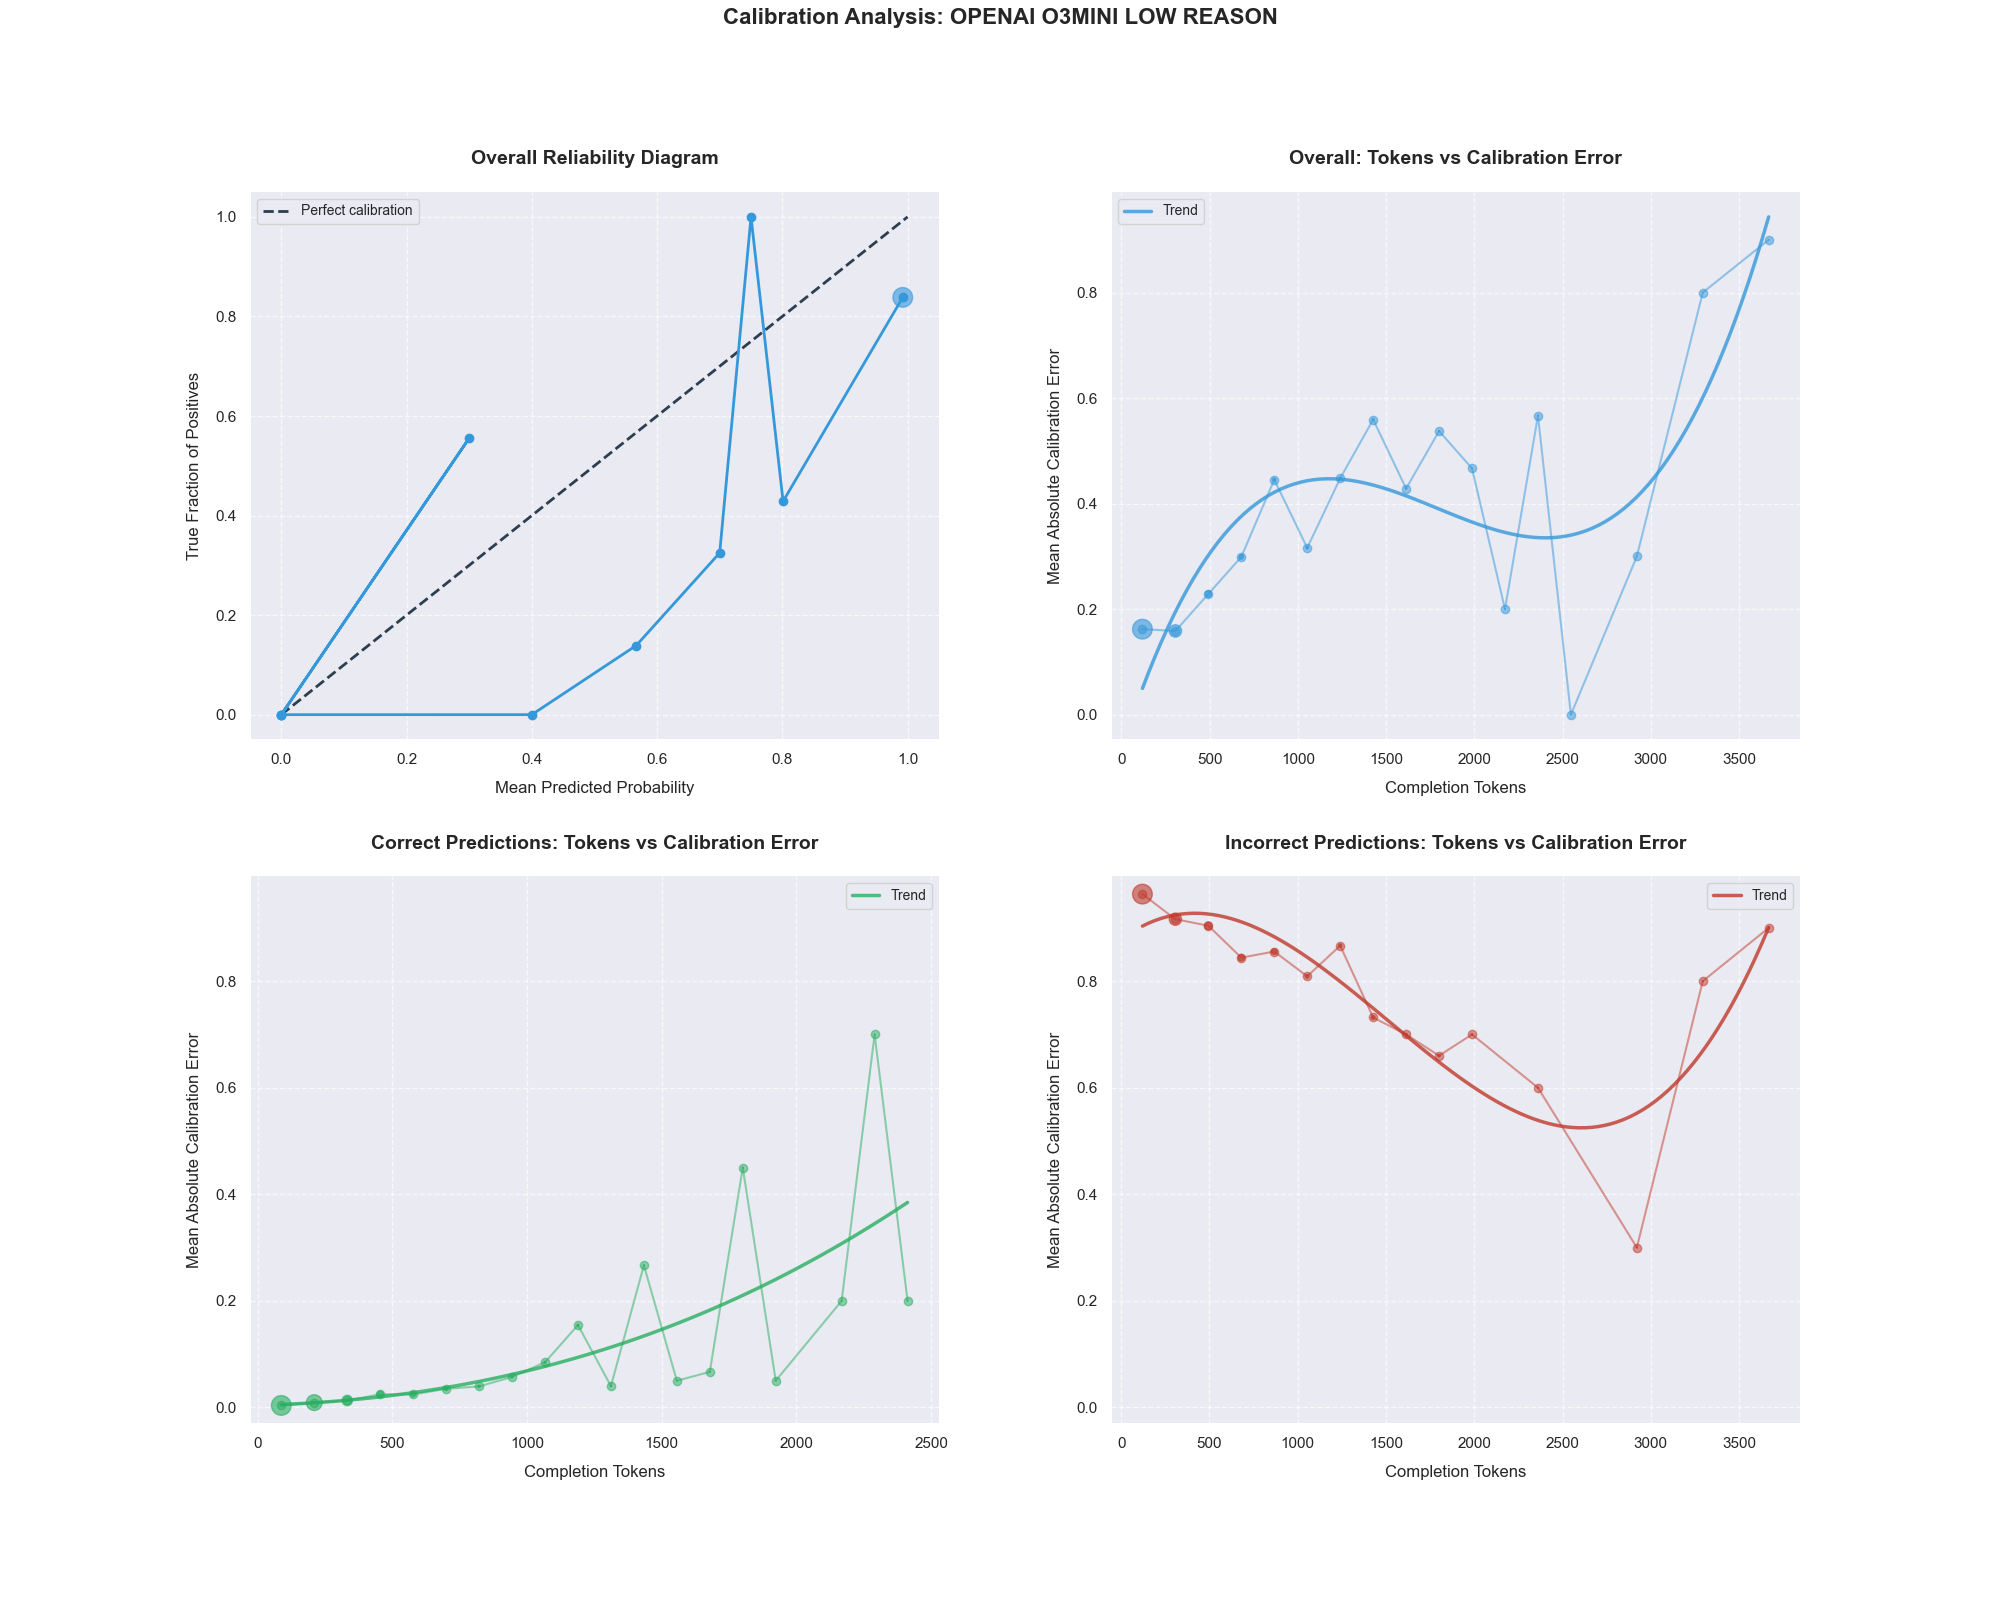 Calibration Analysis: OPENAI O3MINI LOW REASON
Overall Reliability Diagram
Perfect calibration
True Fraction of Positives
1.0
0.8
0.6
0.4
0.2
0.0
0.0 0.2 0.4 0.6 0.8 1.0
Mean Predicted Probability
Overall: Tokens vs Calibration Error
Trend
Mean Absolute Calibration Error
0.8
0.6
0.4
0.2
0.0
0 500 1000 1500 2000 2500 3000 3500
Completion Tokens
Correct Predictions: Tokens vs Calibration Error
Trend
Mean Absolute Calibration Error
0.8
0.6
0.4
0.2
0.0
0 500 1000 1500 2000 2500
Completion Tokens
Incorrect Predictions: Tokens vs Calibration Error
Trend
Mean Absolute Calibration Error
0.8
0.6
0.4
0.2
0.0
0 500 1000 1500 2000 2500 3000 3500
Completion Tokens